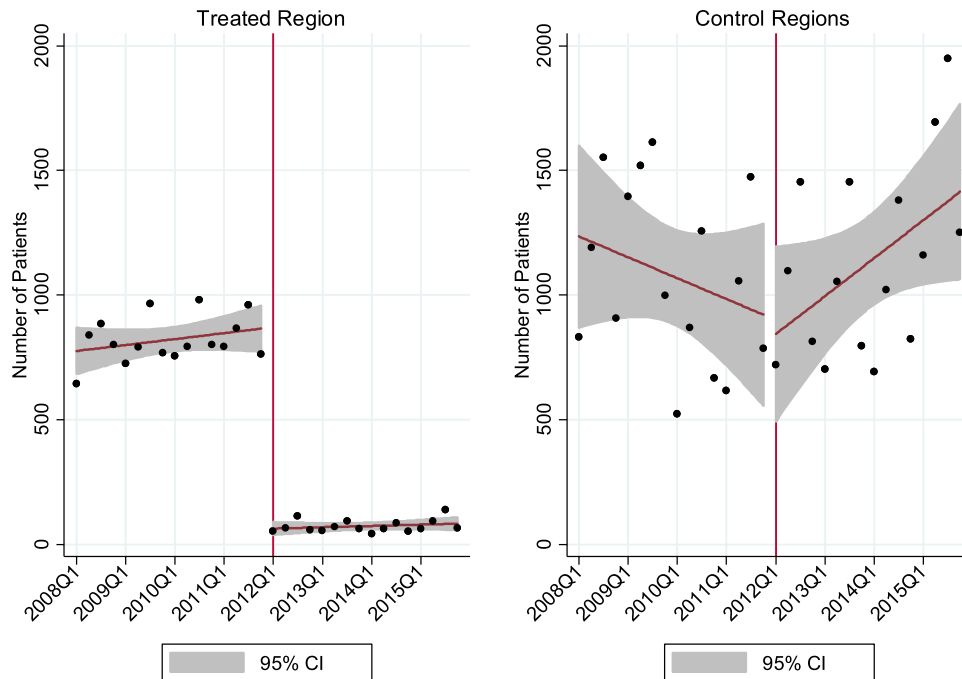 Treated Region
Number of Patients
2000
1500
1000
500
0
2008Q1
2009Q1
2010Q1
2011Q1
2012Q1
2013Q1
2014Q1
2015Q1
95% CI
Control Regions
Number of Patients
2000
1500
1000
500
0
2008Q1
2009Q1
2010Q1
2011Q1
2012Q1
2013Q1
2014Q1
2015Q1
95% CI